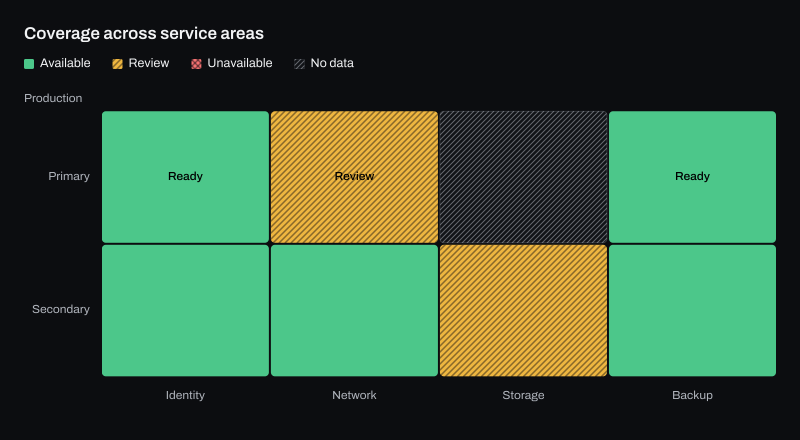 Coverage across service areas
Available Review Unavailable No data
Production
Primary Ready Review Ready
Secondary
Identity Network Storage Backup